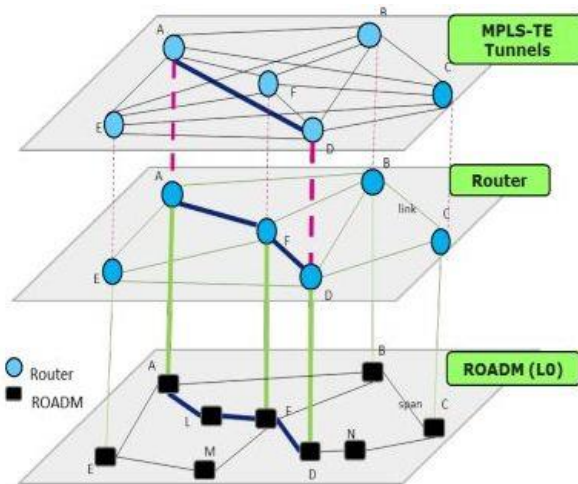 A
B
MPLS-TE
Tunnels
C
F
E
D
A
B
Router
link
C
F
E
D
A
B
ROADM (L0)
Router
ROADM
L
F
span
C
M
N
E
D